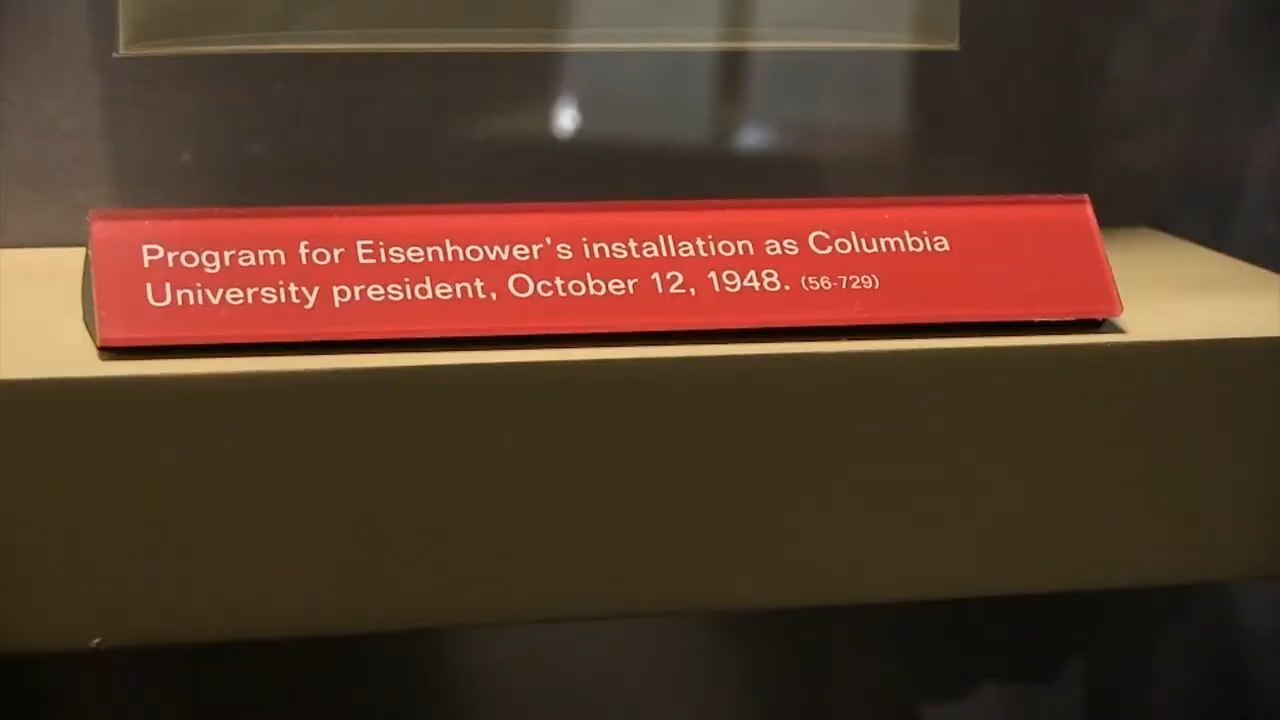 Program for Eisenhower's installation as Columbia
University president, October 12, 1948. (56-729)